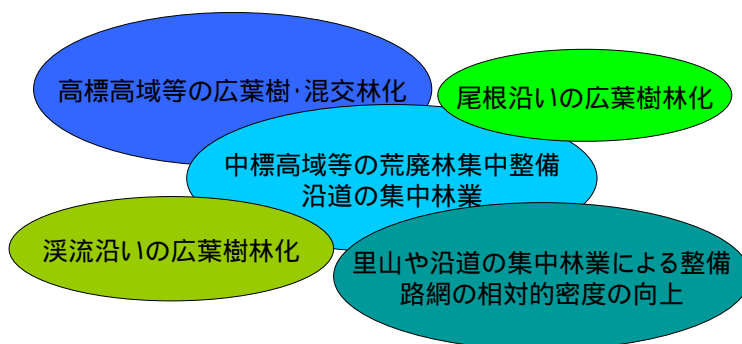 高標高域等の広葉樹・混交林化
尾根沿いの広葉樹林化
中標高域等の荒廃林集中整備
沿道の集中林業
渓流沿いの広葉樹林化
里山や沿道の集中林業による整備
路網の相対的密度の向上